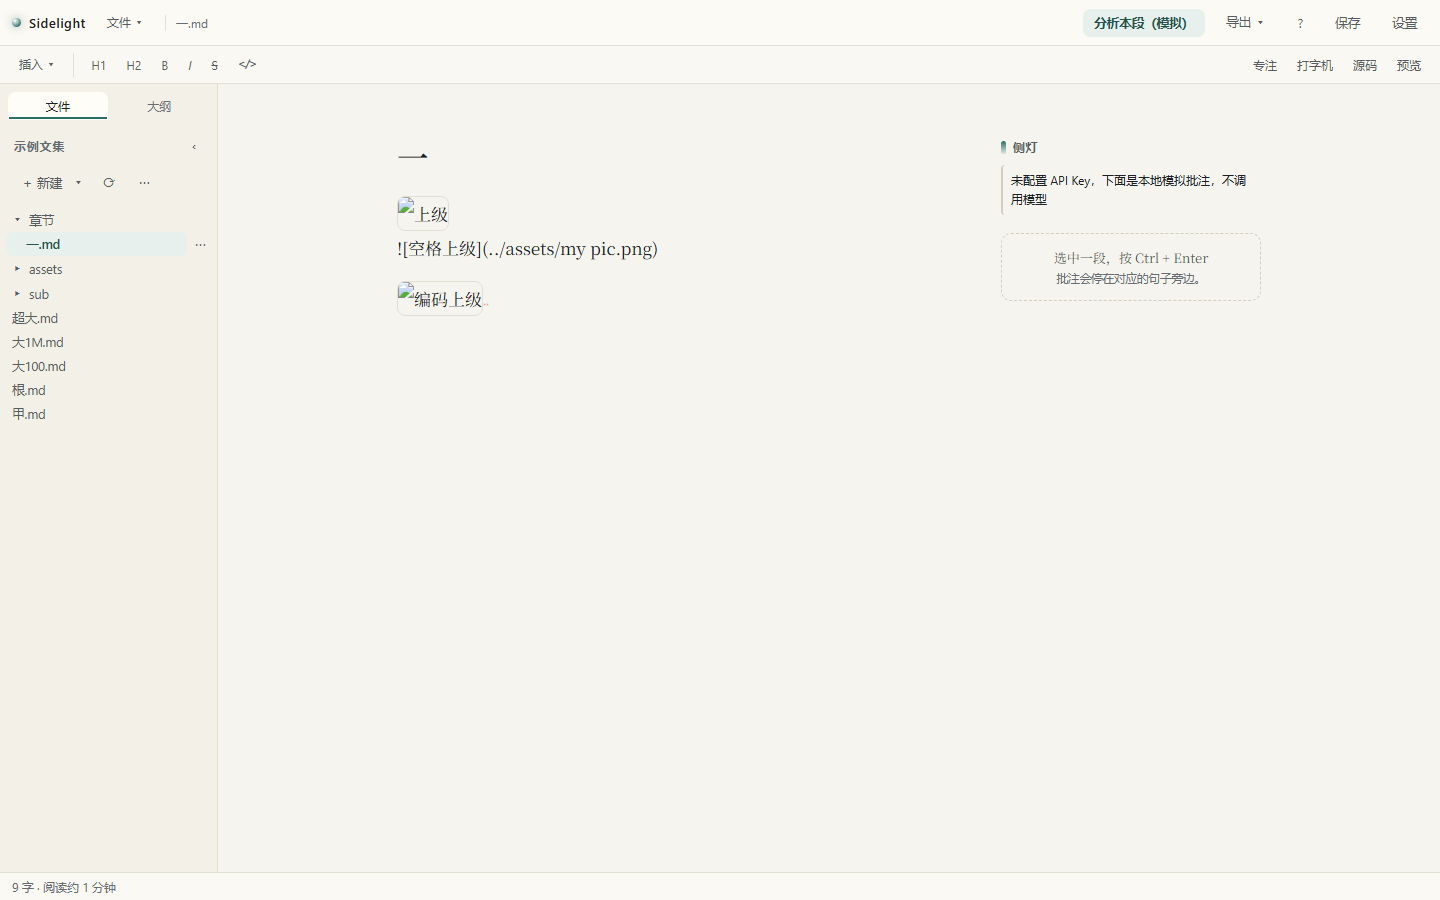 Sidelight 文件 一.md 分析本段（模拟） 导出 ? 保存 设置
插入 H1 H2 B I S </> 专注 打字机 源码 预览
文件 大纲
示例文集 ‹
+ 新建 ···
章节
一.md ···
assets
sub
超大.md
大1M.md
大100.md
根.md
甲.md
一
上级
![空格上级](../assets/my pic.png)
编码上级
侧灯
未配置 API Key，下面是本地模拟批注，不调
用模型
选中一段，按 Ctrl + Enter
批注会停在对应的句子旁边。
9 字 · 阅读约 1 分钟